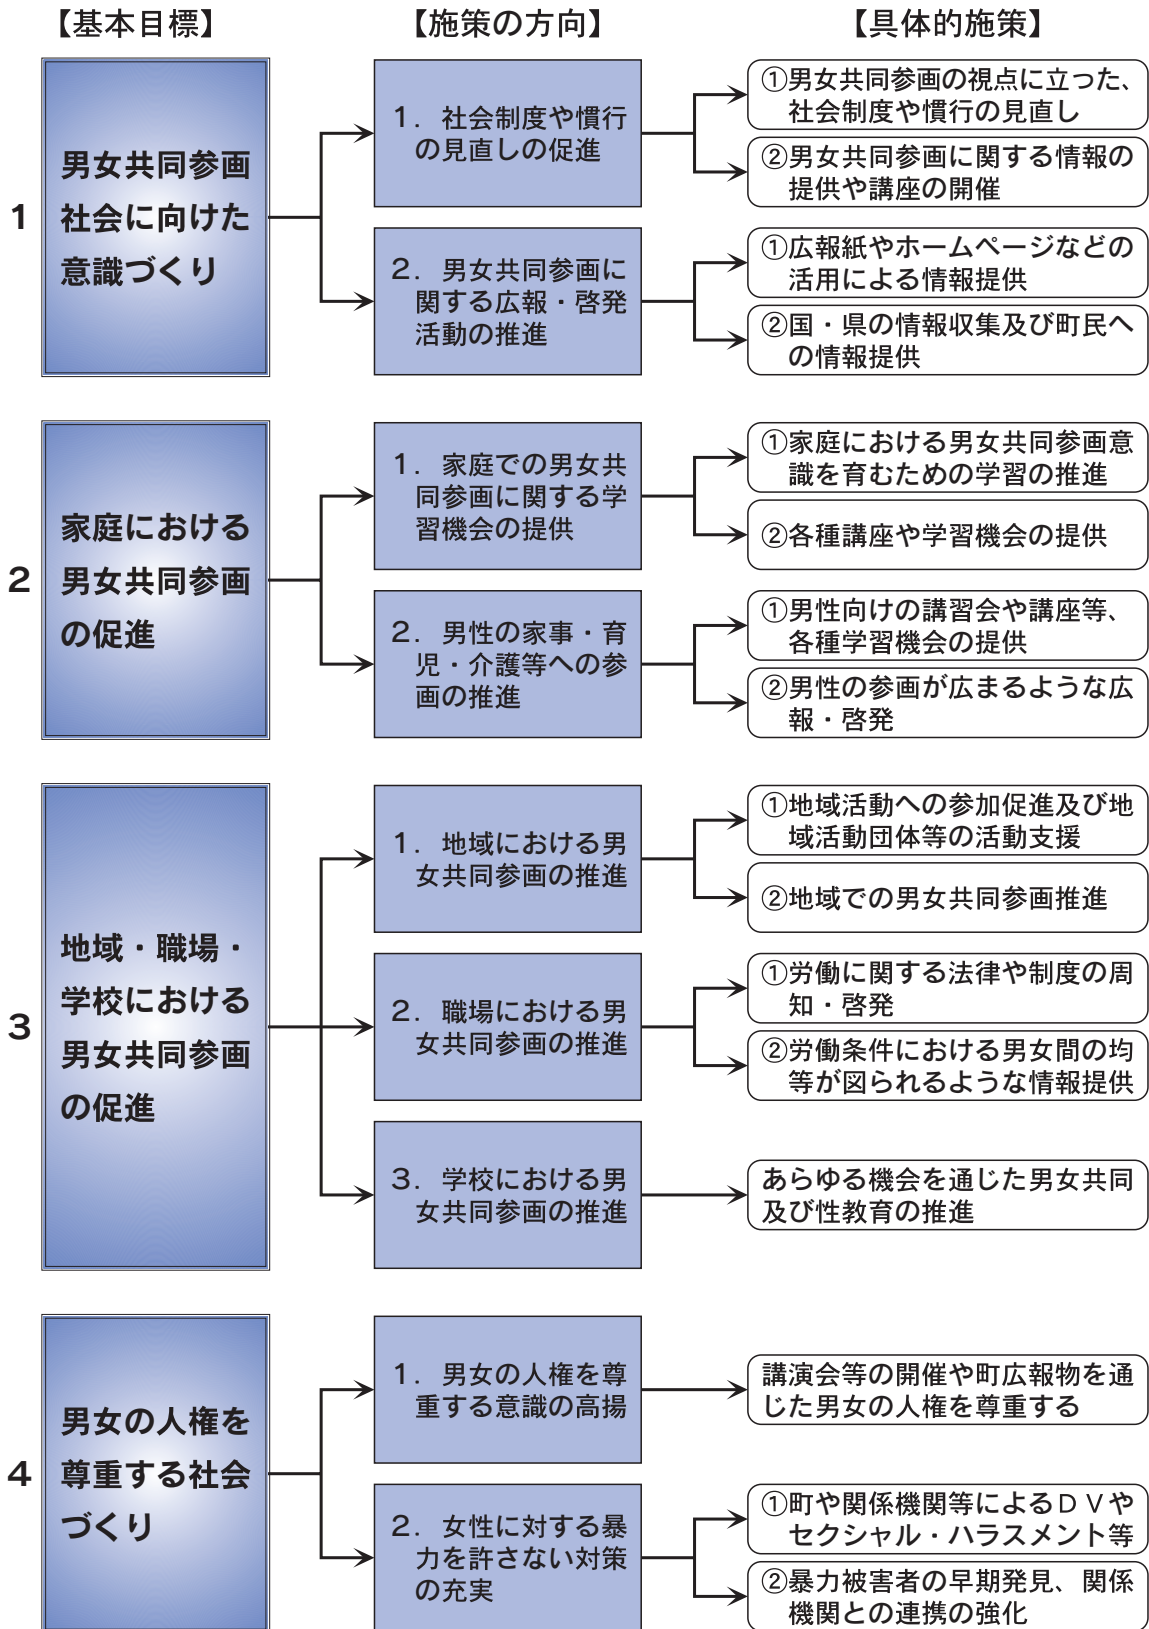 【基本目標】
【施策の方向】
【具体的施策】
1
男女共同参画
社会に向けた
意識づくり
1．社会制度や慣行
の見直しの促進
①男女共同参画の視点に立った、
社会制度や慣行の見直し
②男女共同参画に関する情報の
提供や講座の開催
2．男女共同参画に
関する広報・啓発
活動の推進
①広報紙やホームページなどの
活用による情報提供
②国・県の情報収集及び町民へ
の情報提供
2
家庭における
男女共同参画
の促進
1．家庭での男女共
同参画に関する学
習機会の提供
①家庭における男女共同参画意
識を育むための学習の推進
②各種講座や学習機会の提供
2．男性の家事・育
児・介護等への参
画の推進
①男性向けの講習会や講座等、
各種学習機会の提供
②男性の参画が広まるような広
報・啓発
3
地域・職場・
学校における
男女共同参画
の促進
1．地域における男
女共同参画の推進
①地域活動への参加促進及び地
域活動団体等の活動支援
②地域での男女共同参画推進
2．職場における男
女共同参画の推進
①労働に関する法律や制度の周
知・啓発
②労働条件における男女間の均
等が図られるような情報提供
3．学校における男
女共同参画の推進
あらゆる機会を通じた男女共同
及び性教育の推進
4
男女の人権を
尊重する社会
づくり
1．男女の人権を尊
重する意識の高揚
講演会等の開催や町広報物を通
じた男女の人権を尊重する
2．女性に対する暴
力を許さない対策
の充実
①町や関係機関等によるＤＶや
セクシャル・ハラスメント等
②暴力被害者の早期発見、関係
機関との連携の強化